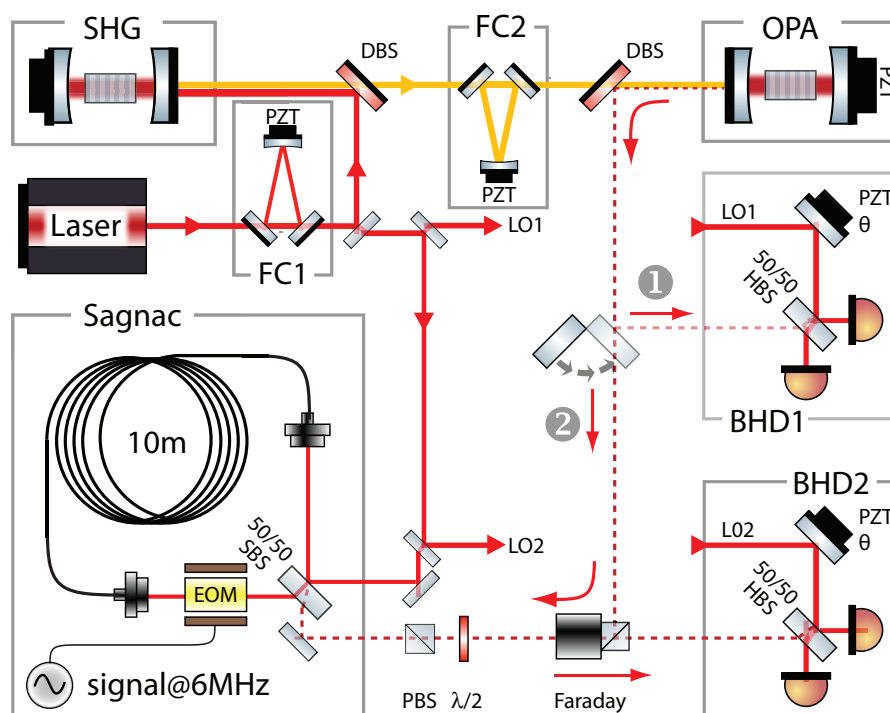 SHG
DBS
FC2
DBS
OPA
PZT
PZT
PZT
Laser
FC1
LO1
LO1
PZT
θ
50/50
HBS
BHD1
1
2
Sagnac
10m
50/50
SBS
EOM
signal@6MHz
LO2
PBS
λ/2
Faraday
BHD2
L02
PZT
θ
50/50
HBS